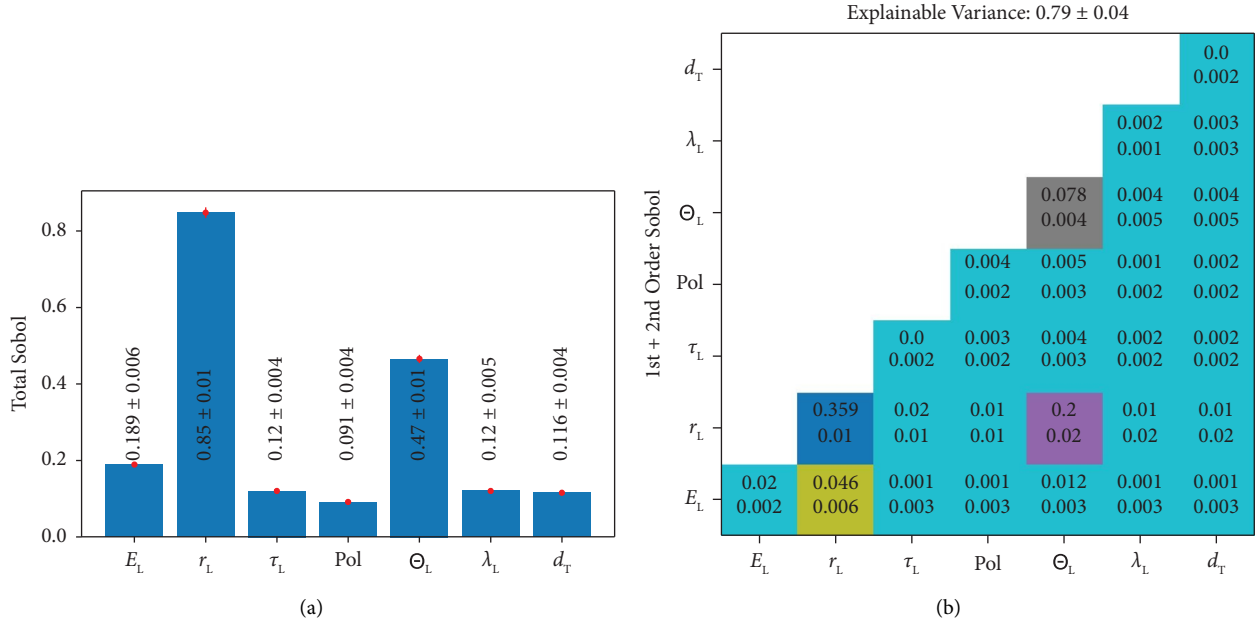 Total Sobol
0.8
0.6
0.4
0.2
0.0
0.189 ± 0.006
0.85 ± 0.01
0.12 ± 0.004
0.091 ± 0.004
0.47 ± 0.01
0.12 ± 0.005
0.116 ± 0.004
E_L r_L τ_L Pol Θ_L λ_L d_T
(a)
Explainable Variance: 0.79 ± 0.04
1st + 2nd Order Sobol
d_T
0.0
0.002
λ_L
0.002 0.003
0.001 0.003
Θ_L
0.078 0.004 0.004
0.004 0.005 0.005
Pol
0.004 0.005 0.001 0.002
0.002 0.003 0.002 0.002
τ_L
0.0 0.003 0.004 0.002 0.002
0.002 0.002 0.003 0.002 0.002
r_L
0.359 0.02 0.01 0.2 0.01 0.01
0.01 0.01 0.01 0.02 0.02 0.02
E_L
0.02 0.046 0.001 0.001 0.012 0.001 0.001
0.002 0.006 0.003 0.003 0.003 0.003 0.003
E_L r_L τ_L Pol Θ_L λ_L d_T
(b)